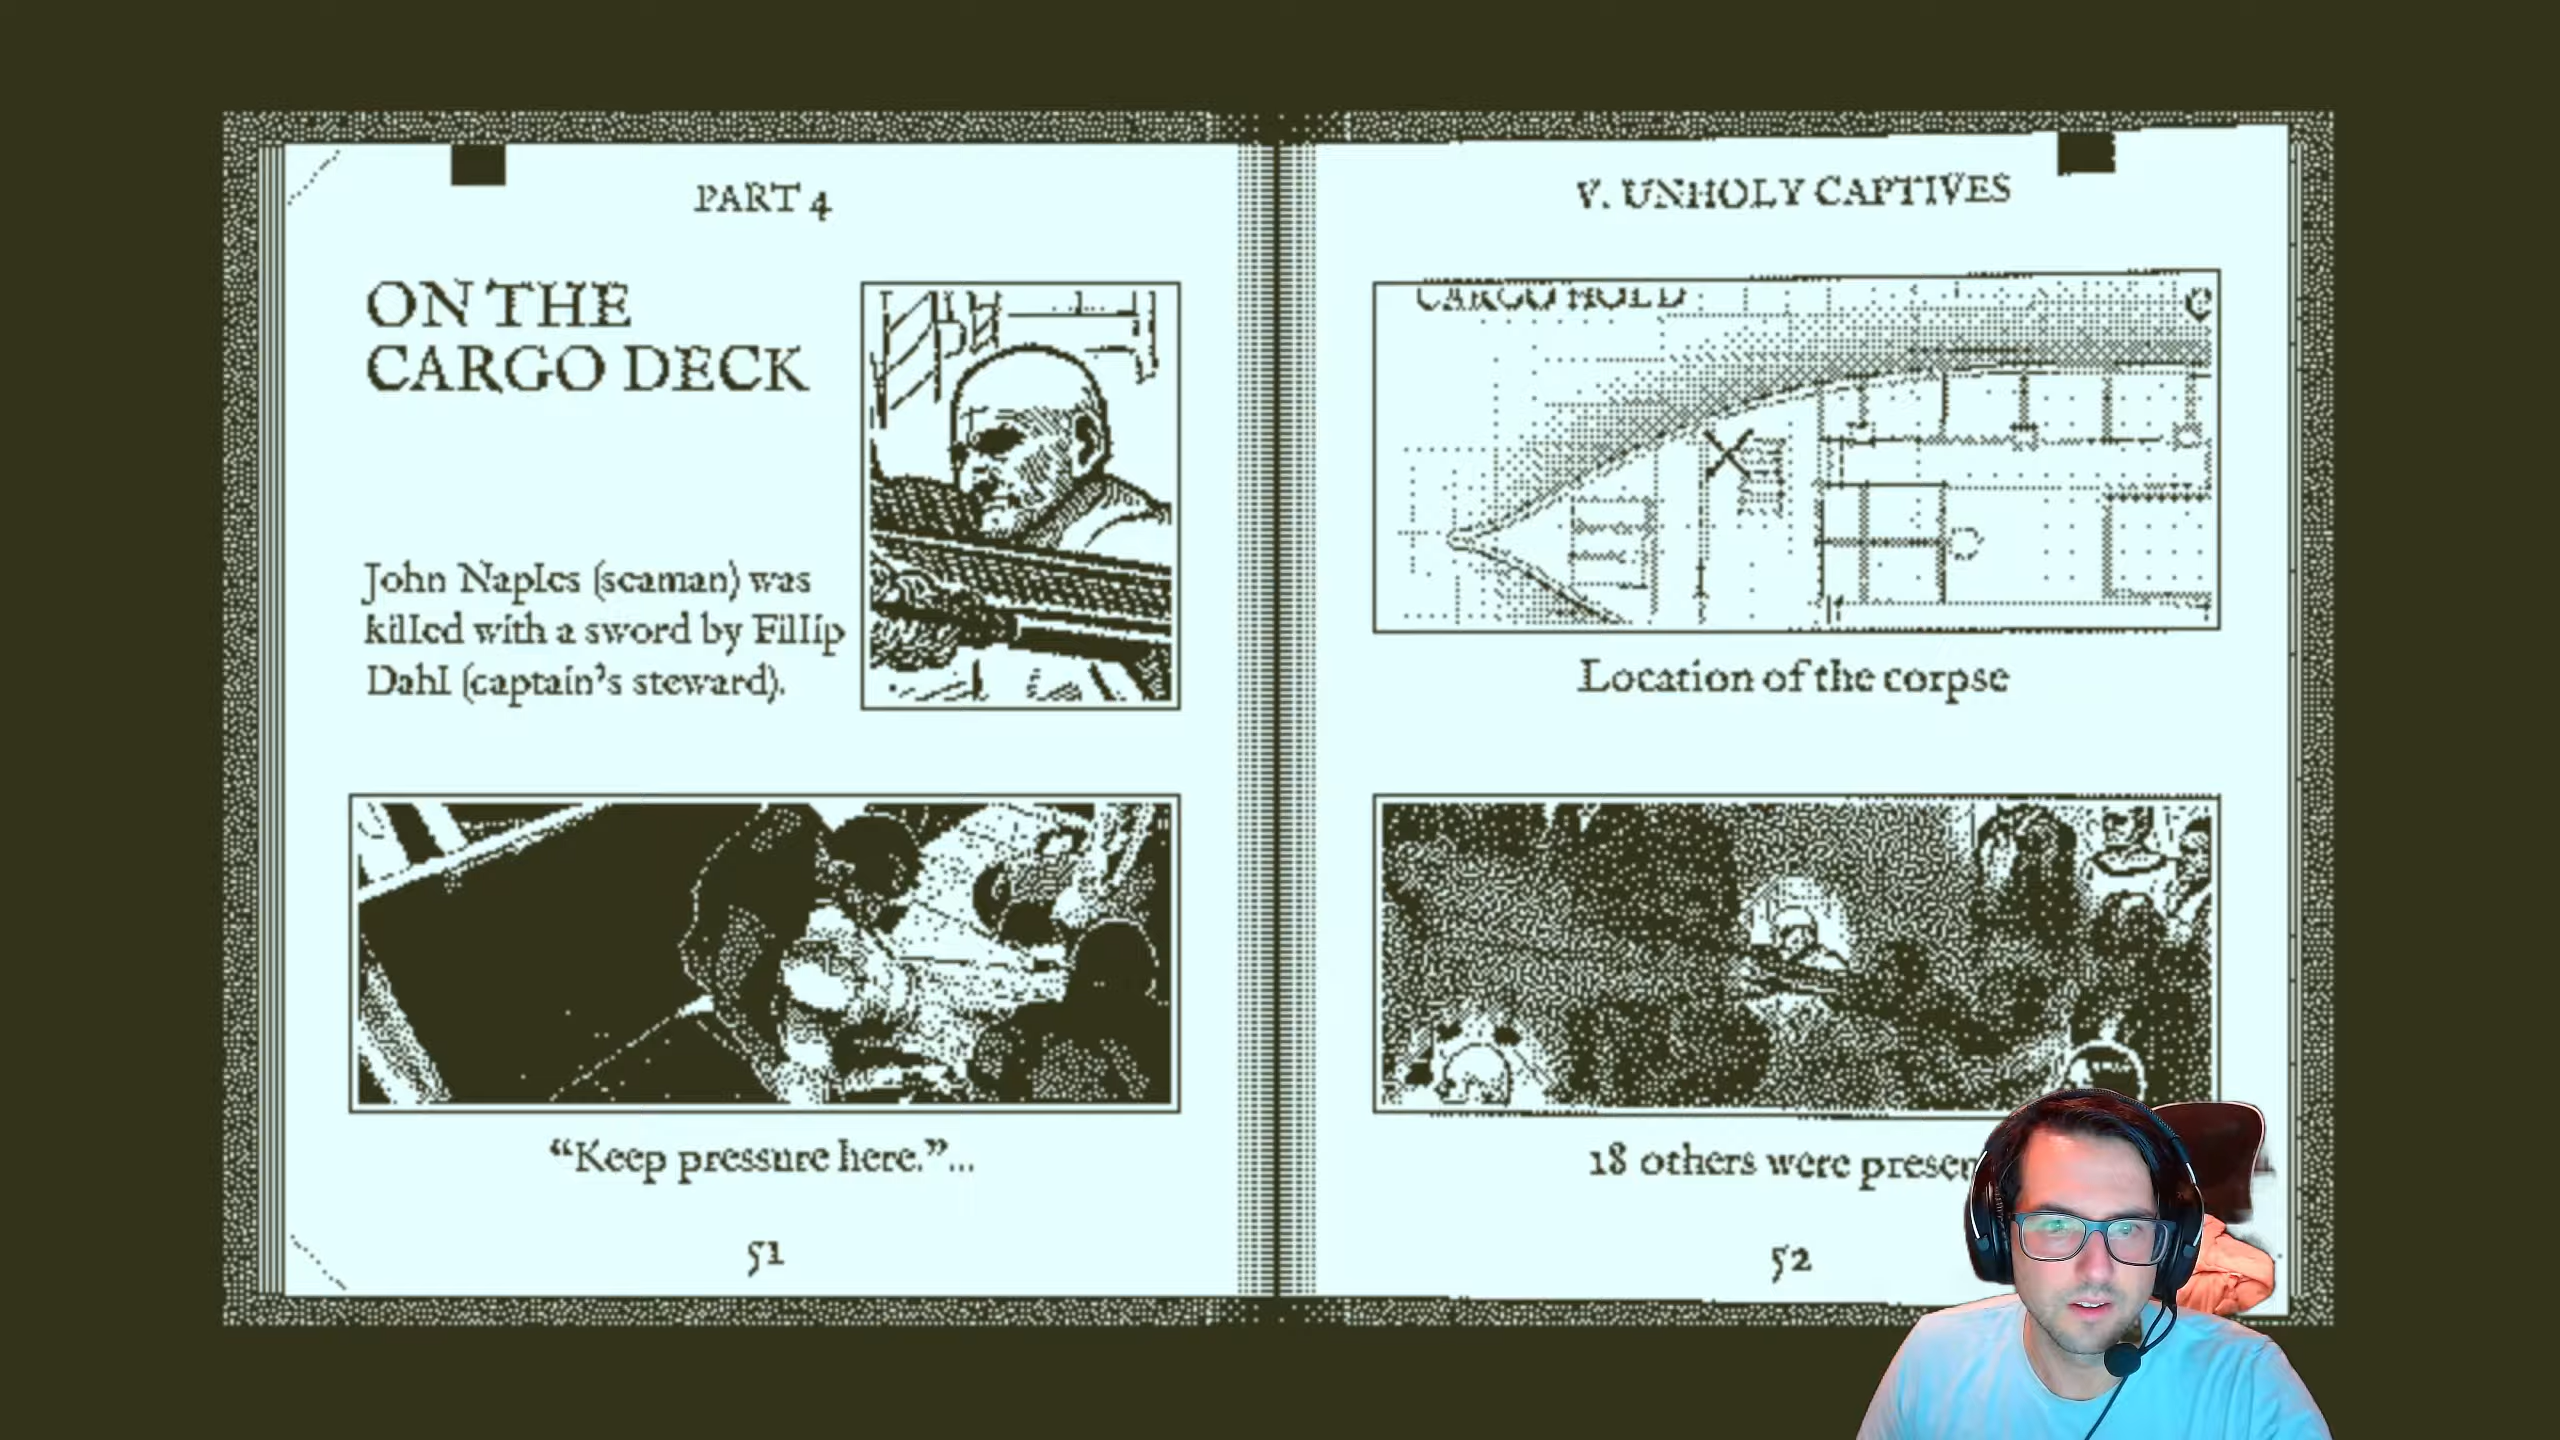 PART 4
ON THE
CARGO DECK
John Naples (seaman) was
killed with a sword by Fillip
Dahl (captain's steward).
"Keep pressure here."...
51
V. UNHOLY CAPTIVES
CARGO HOLD
Location of the corpse
18 others were presen
52